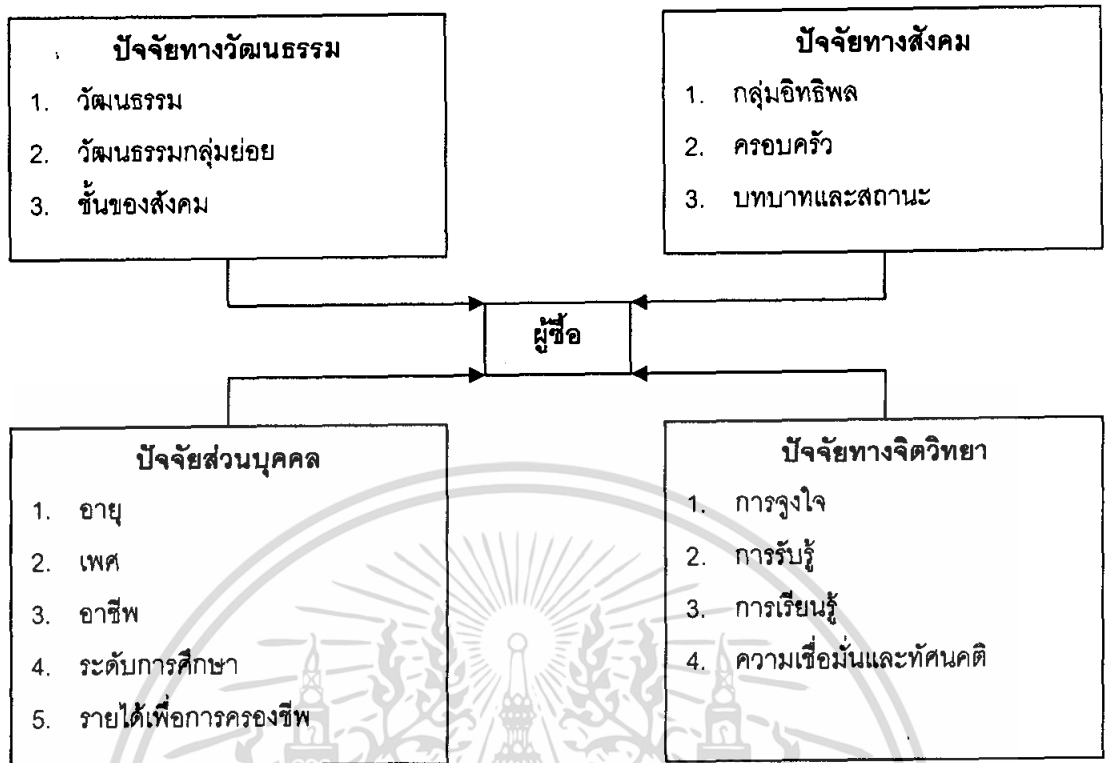 ปัจจัยทางวัฒนธรรม
1. วัฒนธรรม
2. วัฒนธรรมกลุ่มย่อย
3. ชั้นของสังคม
ปัจจัยทางสังคม
1. กลุ่มอิทธิพล
2. ครอบครัว
3. บทบาทและสถานะ
ผู้ซื้อ
ปัจจัยส่วนบุคคล
1. อายุ
2. เพศ
3. อาชีพ
4. ระดับการศึกษา
5. รายได้เพื่อการครองชีพ
ปัจจัยทางจิตวิทยา
1. การจูงใจ
2. การรับรู้
3. การเรียนรู้
4. ความเชื่อมั่นและทัศนคติ